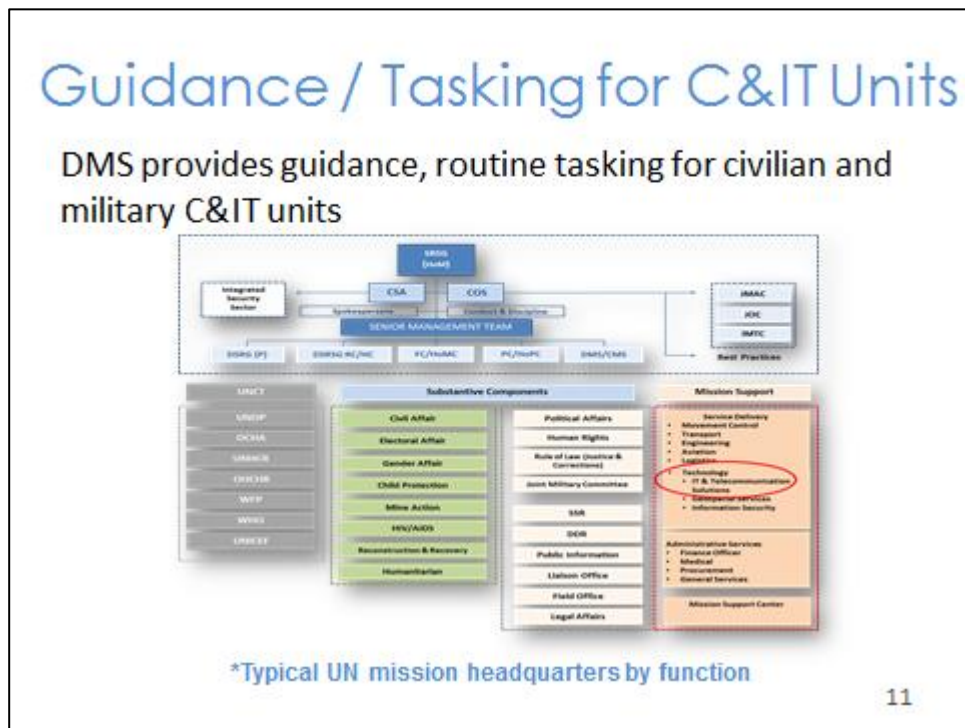 Guidance / Tasking for C&IT Units
DMS provides guidance, routine tasking for civilian and
military C&IT units
SRSG
(HoM)
Integrated
Security
Sector
CSA
COS
JMAC
JOC
JMTC
Spokesperson
Conduct & Discipline
SENIOR MANAGEMENT TEAM
DSRSG RC/HC
FC/HoMC
PC/HoPC
DMS/CMS
Best Practices
UNCT
Substantive Components
Mission Support
UNDP
OCHA
UNHCR
OHCHR
WFP
WHO
UNICEF
Civil Affair
Electoral Affair
Gender Affair
Child Protection
Mine Action
HIV/AIDS
Reconstruction & Recovery
Humanitarian
Political Affairs
Human Rights
Rule of Law (Justice &
Corrections)
Joint Military Committee
SSR
DDR
Public Information
Liaison Office
Field Office
Legal Affairs
Service Delivery
• Movement Control
• Transport
• Engineering
• Aviation
• Logistics
• Technology
• IT & Telecommunication
Solutions
• Geospacial Services
• Information Security
Administrative Services
• Finance Officer
• Medical
• Procurement
• General Services
Mission Support Center
*Typical UN mission headquarters by function
11